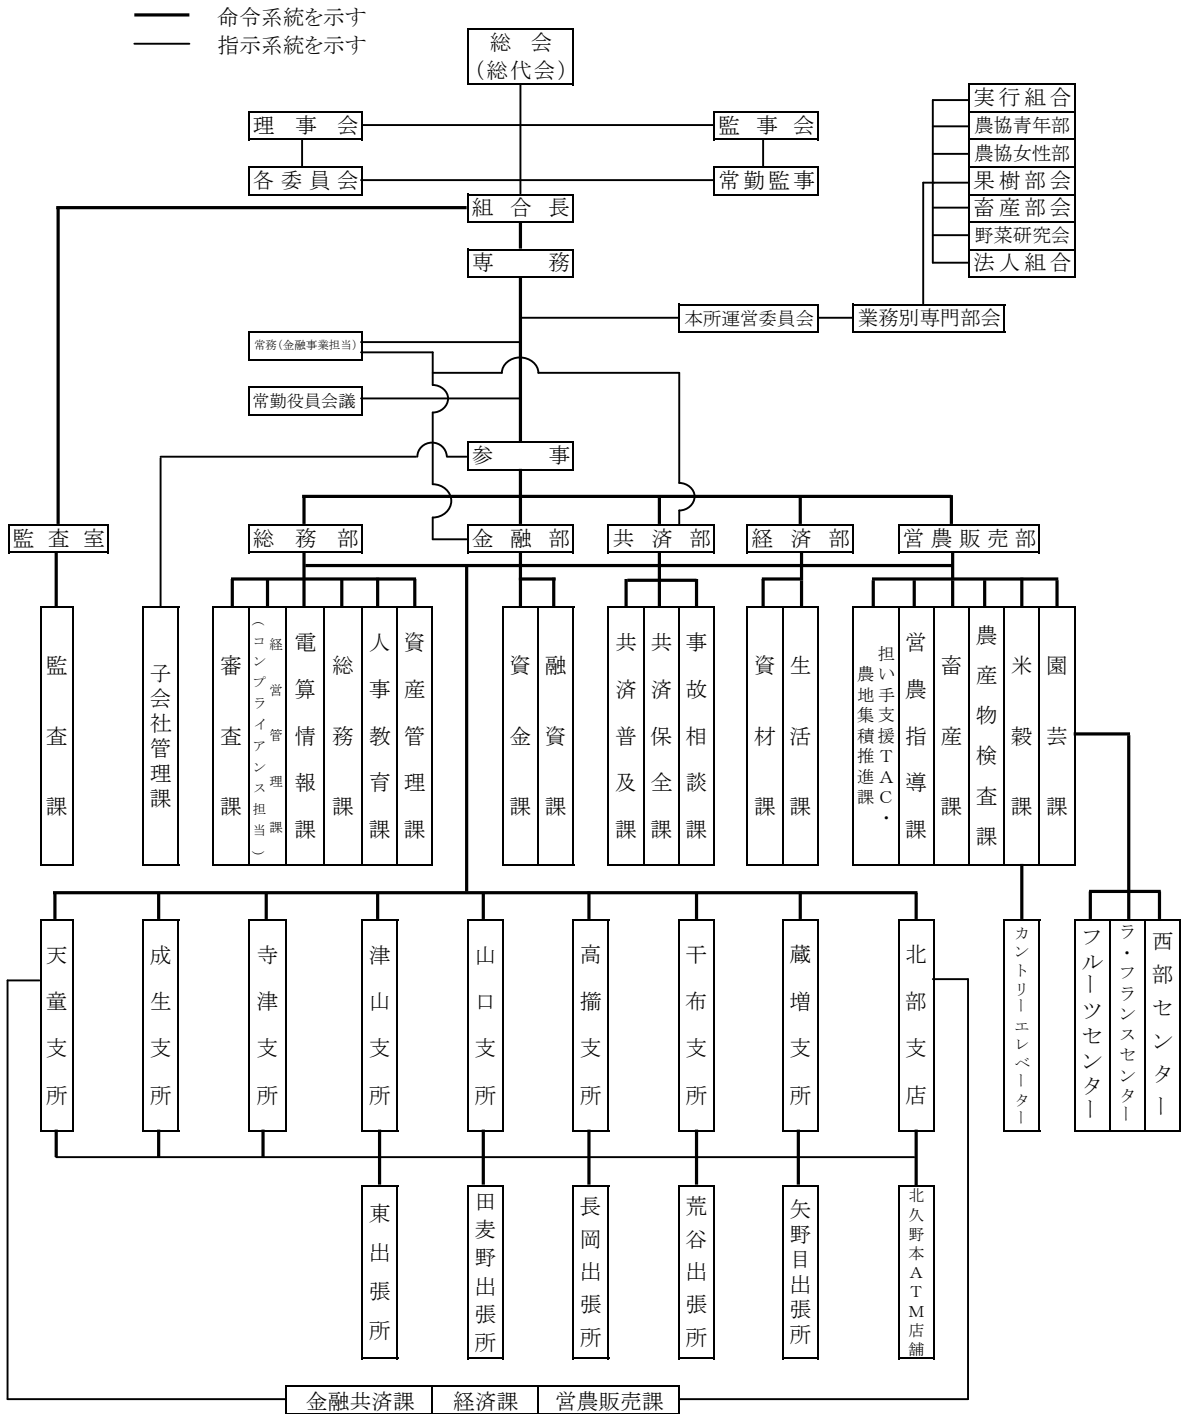 命令系統を示す
指示系統を示す
総会
（総代会）
理事会
監事会
各委員会
常勤監事
実行組合
農協青年部
農協女性部
果樹部会
畜産部会
野菜研究会
法人組合
組合長
専務
本所運営委員会
業務別専門部会
常務（金融事業担当）
常勤役員会議
参事
監査室
総務部
金融部
共済部
経済部
営農販売部
監査課
子会社管理課
審査課
経営管理課
（コンプライアンス担当）
電算情報課
総務課
人事教育課
資産管理課
資金課
融資課
共済普及課
共済保全課
事故相談課
資材課
生活課
担い手支援TAC・
農地集積推進課
営農指導課
畜産課
農産物検査課
米穀課
園芸課
天童支所
成生支所
寺津支所
津山支所
山口支所
高擶支所
干布支所
蔵増支所
北部支店
カントリーエレベーター
フルーツセンター
ラ・フランスセンター
西部センター
東出張所
田麦野出張所
長岡出張所
荒谷出張所
矢野目出張所
北久野本ATM店舗
金融共済課
経済課
営農販売課